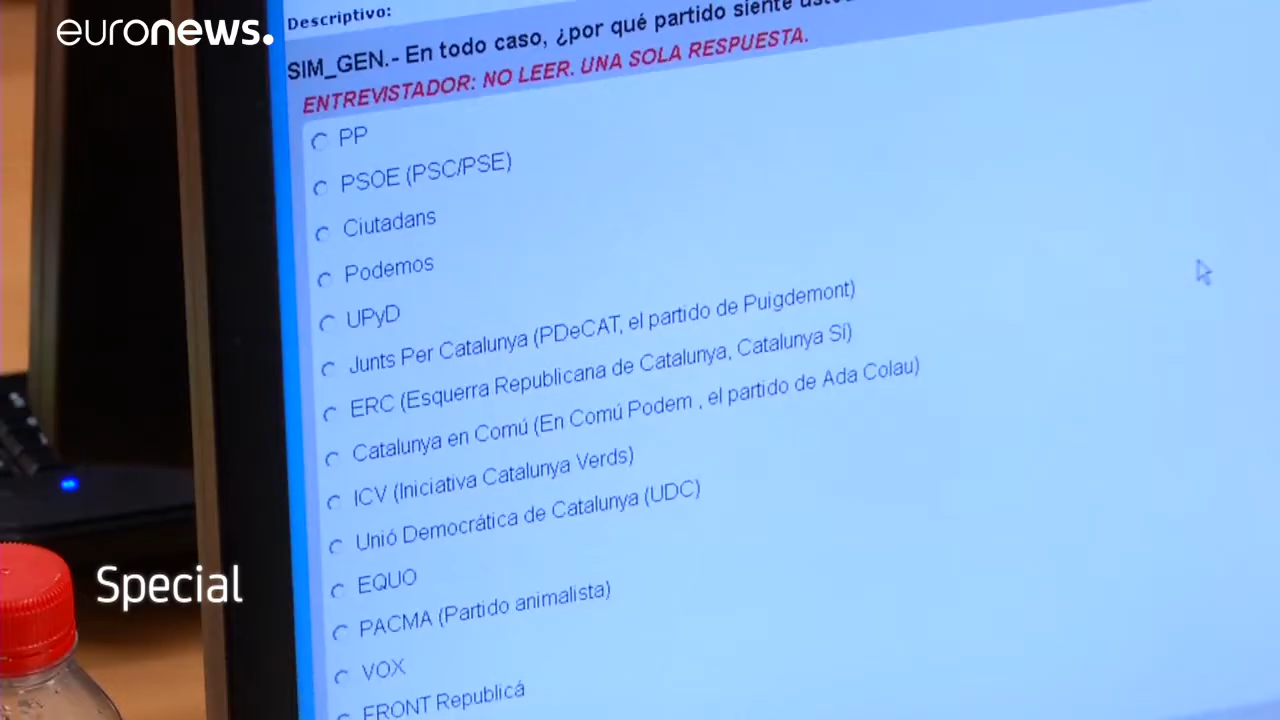 euronews.
Descriptivo:
SIM_GEN.- En todo caso, ¿por qué partido siente
ENTREVISTADOR: NO LEER. UNA SOLA RESPUESTA.
PP
PSOE (PSC/PSE)
Ciutadans
Podemos
UPyD
Junts Per Catalunya (PDeCAT, el partido de Puigdemont)
ERC (Esquerra Republicana de Catalunya, Catalunya Sí)
Catalunya en Comú (En Comú Podem , el partido de Ada Colau)
ICV (Iniciativa Catalunya Verds)
Unió Democrática de Catalunya (UDC)
EQUO
PACMA (Partido animalista)
VOX
FRONT Republicá
Special